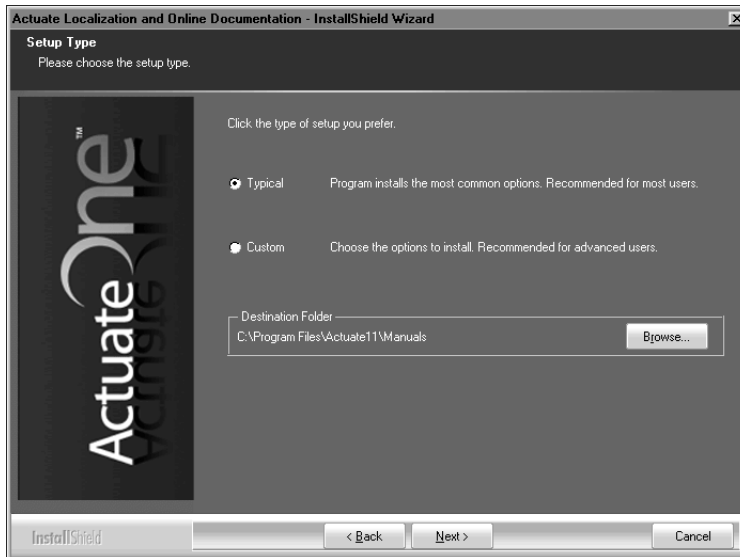 Actuate Localization and Online Documentation - InstallShield Wizard
Setup Type
Please choose the setup type.
ActuateOne™
Click the type of setup you prefer.
Typical Program installs the most common options. Recommended for most users.
Custom Choose the options to install. Recommended for advanced users.
Destination Folder
C:\Program Files\Actuate11\Manuals Browse...
InstallShield < Back Next > Cancel